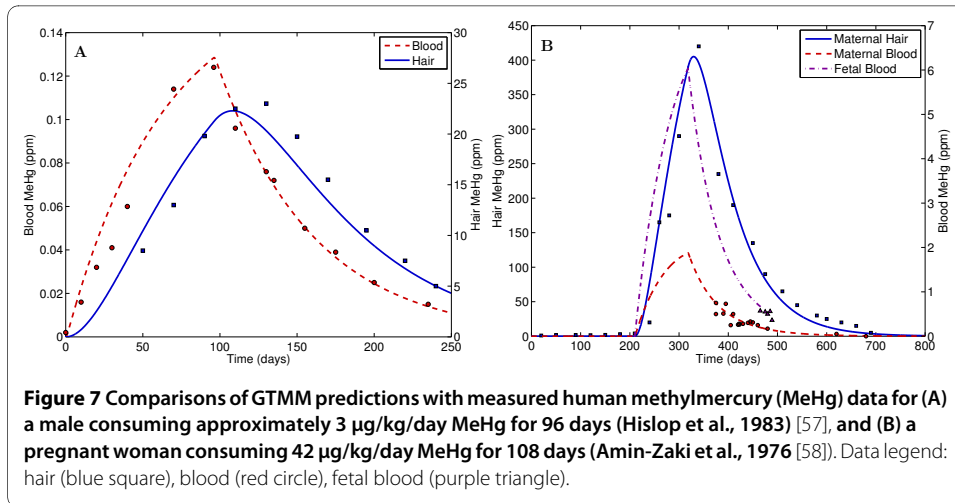 A
Blood
Hair
0.14
0.12
0.1
0.08
0.06
0.04
0.02
0
Blood MeHg (ppm)
30
25
20
15
10
5
0
Hair MeHg (ppm)
0
50
100
150
200
250
Time (days)
B
Maternal Hair
Maternal Blood
Fetal Blood
450
400
350
300
250
200
150
100
50
0
Hair MeHg (ppm)
7
6
5
4
3
2
1
0
Blood MeHg (ppm)
0
100
200
300
400
500
600
700
800
Time (days)
Figure 7 Comparisons of GTMM predictions with measured human methylmercury (MeHg) data for (A)
a male consuming approximately 3 μg/kg/day MeHg for 96 days (Hislop et al., 1983) [57], and (B) a
pregnant woman consuming 42 μg/kg/day MeHg for 108 days (Amin-Zaki et al., 1976 [58]). Data legend:
hair (blue square), blood (red circle), fetal blood (purple triangle).